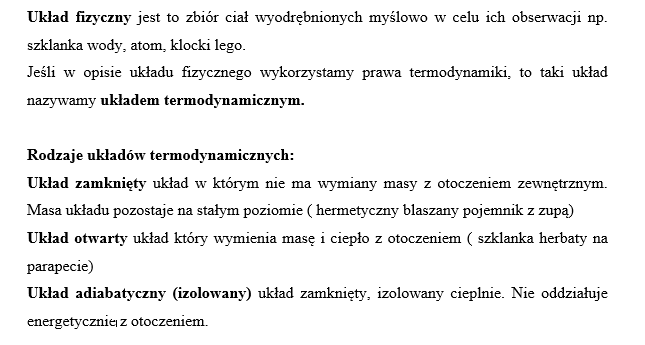 Układ fizyczny jest to zbiór ciał wyodrębnionych myślowo w celu ich obserwacji np.
szklanka wody, atom, klocki lego.
Jeśli w opisie układu fizycznego wykorzystamy prawa termodynamiki, to taki układ
nazywamy układem termodynamicznym.
Rodzaje układów termodynamicznych:
Układ zamknięty układ w którym nie ma wymiany masy z otoczeniem zewnętrznym.
Masa układu pozostaje na stałym poziomie ( hermetyczny blaszany pojemnik z zupą)
Układ otwarty układ który wymienia masę i ciepło z otoczeniem ( szklanka herbaty na
parapecie)
Układ adiabatyczny (izolowany) układ zamknięty, izolowany cieplnie. Nie oddziałuje
energetycznie z otoczeniem.